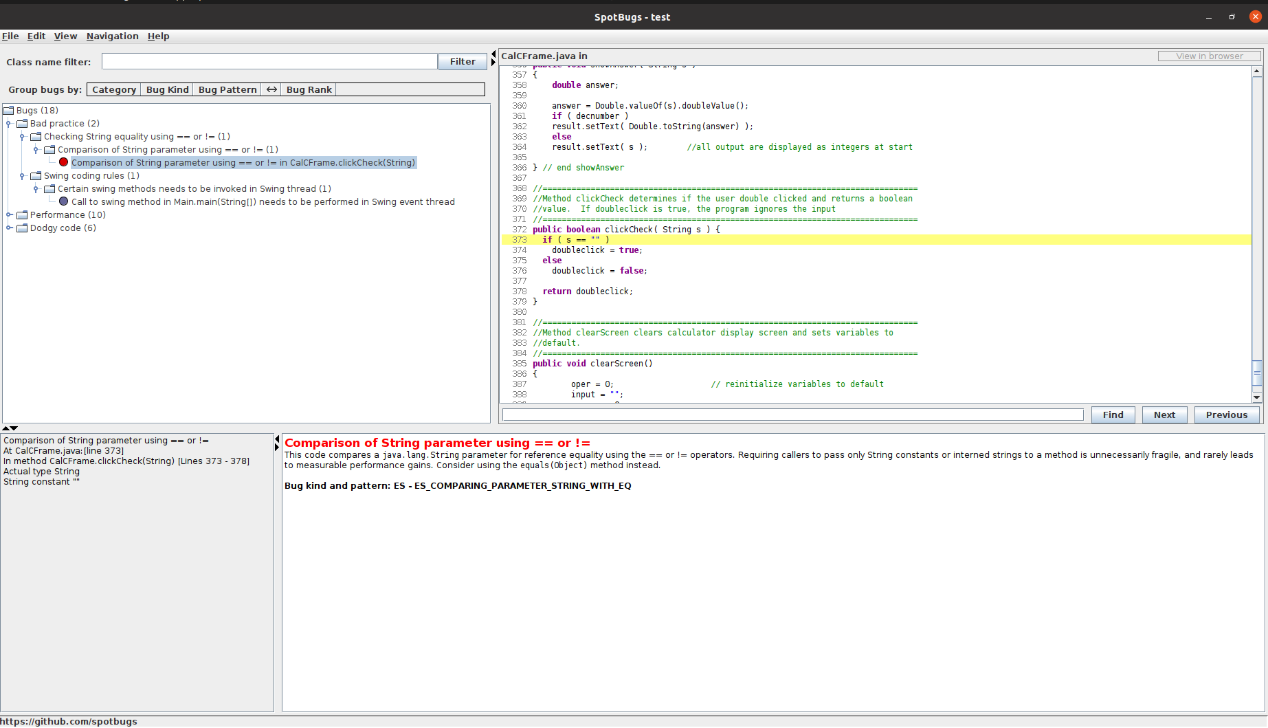 SpotBugs - test
File Edit View Navigation Help
Class name filter:
Filter
Group bugs by: Category Bug Kind Bug Pattern ↔ Bug Rank
Bugs (18)
Bad practice (2)
Checking String equality using == or != (1)
Comparison of String parameter using == or != (1)
Comparison of String parameter using == or != in CalCFrame.clickCheck(String)
Swing coding rules (1)
Certain swing methods needs to be invoked in Swing thread (1)
Call to swing method in Main.main(String[]) needs to be performed in Swing event thread
Performance (10)
Dodgy code (6)
CalCFrame.java in
View in browser
357 {
358 double answer;
359
360 answer = Double.valueOf(s).doubleValue();
361 if ( decnumber )
362 result.setText( Double.toString(answer) );
363 else
364 result.setText( s ); //all output are displayed as integers at start
365
366 } // end showAnswer
367
368 //==============================================================================
369 //Method clickCheck determines if the user double clicked and returns a boolean
370 //value. If doubleclick is true, the program ignores the input
371 //==============================================================================
372 public boolean clickCheck( String s ) {
373 if ( s == "" )
374 doubleclick = true;
375 else
376 doubleclick = false;
377
378 return doubleclick;
379 }
380
381 //==============================================================================
382 //Method clearScreen clears calculator display screen and sets variables to
383 //default.
384 //==============================================================================
385 public void clearScreen()
386 {
387 oper = 0; // reinitialize variables to default
388 input = "";
Find Next Previous
Comparison of String parameter using == or !=
At CalCFrame.java:[line 373]
In method CalCFrame.clickCheck(String) [Lines 373 - 378]
Actual type String
String constant ""
Comparison of String parameter using == or !=
This code compares a java.lang.String parameter for reference equality using the == or != operators. Requiring callers to pass only String constants or interned strings to a method is unnecessarily fragile, and rarely leads
to measurable performance gains. Consider using the equals(Object) method instead.
Bug kind and pattern: ES - ES_COMPARING_PARAMETER_STRING_WITH_EQ
https://github.com/spotbugs